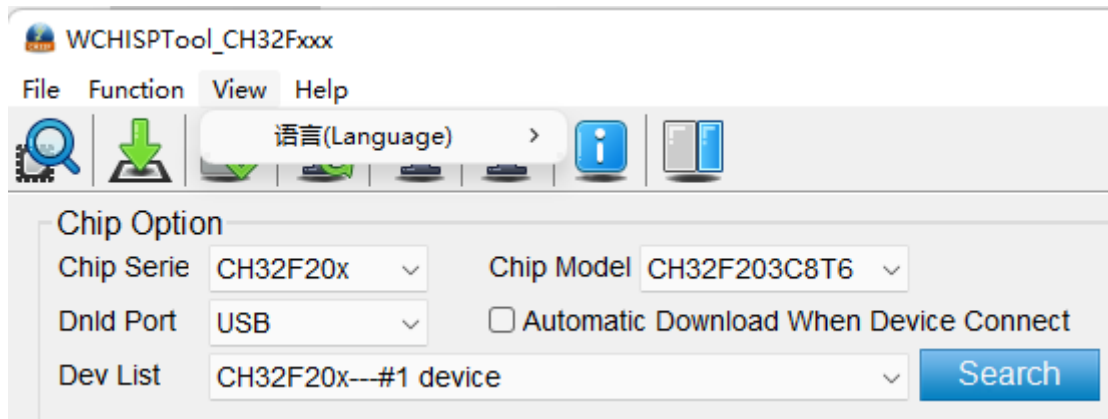 WCHISPTool_CH32Fxxx
File Function View Help
语言(Language) >
Chip Option
Chip Serie CH32F20x Chip Model CH32F203C8T6
Dnld Port USB Automatic Download When Device Connect
Dev List CH32F20x---#1 device Search